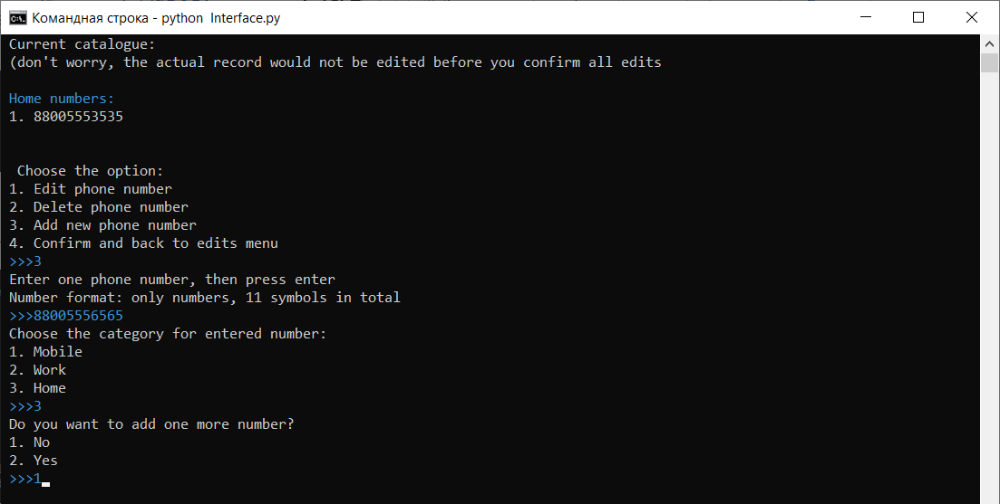 Командная строка - python  Interface.py
Current catalogue:
(don't worry, the actual record would not be edited before you confirm all edits
Home numbers:
1. 88005553535
Choose the option:
1. Edit phone number
2. Delete phone number
3. Add new phone number
4. Confirm and back to edits menu
>>>3
Enter one phone number, then press enter
Number format: only numbers, 11 symbols in total
>>>88005556565
Choose the category for entered number:
1. Mobile
2. Work
3. Home
>>>3
Do you want to add one more number?
1. No
2. Yes
>>>1